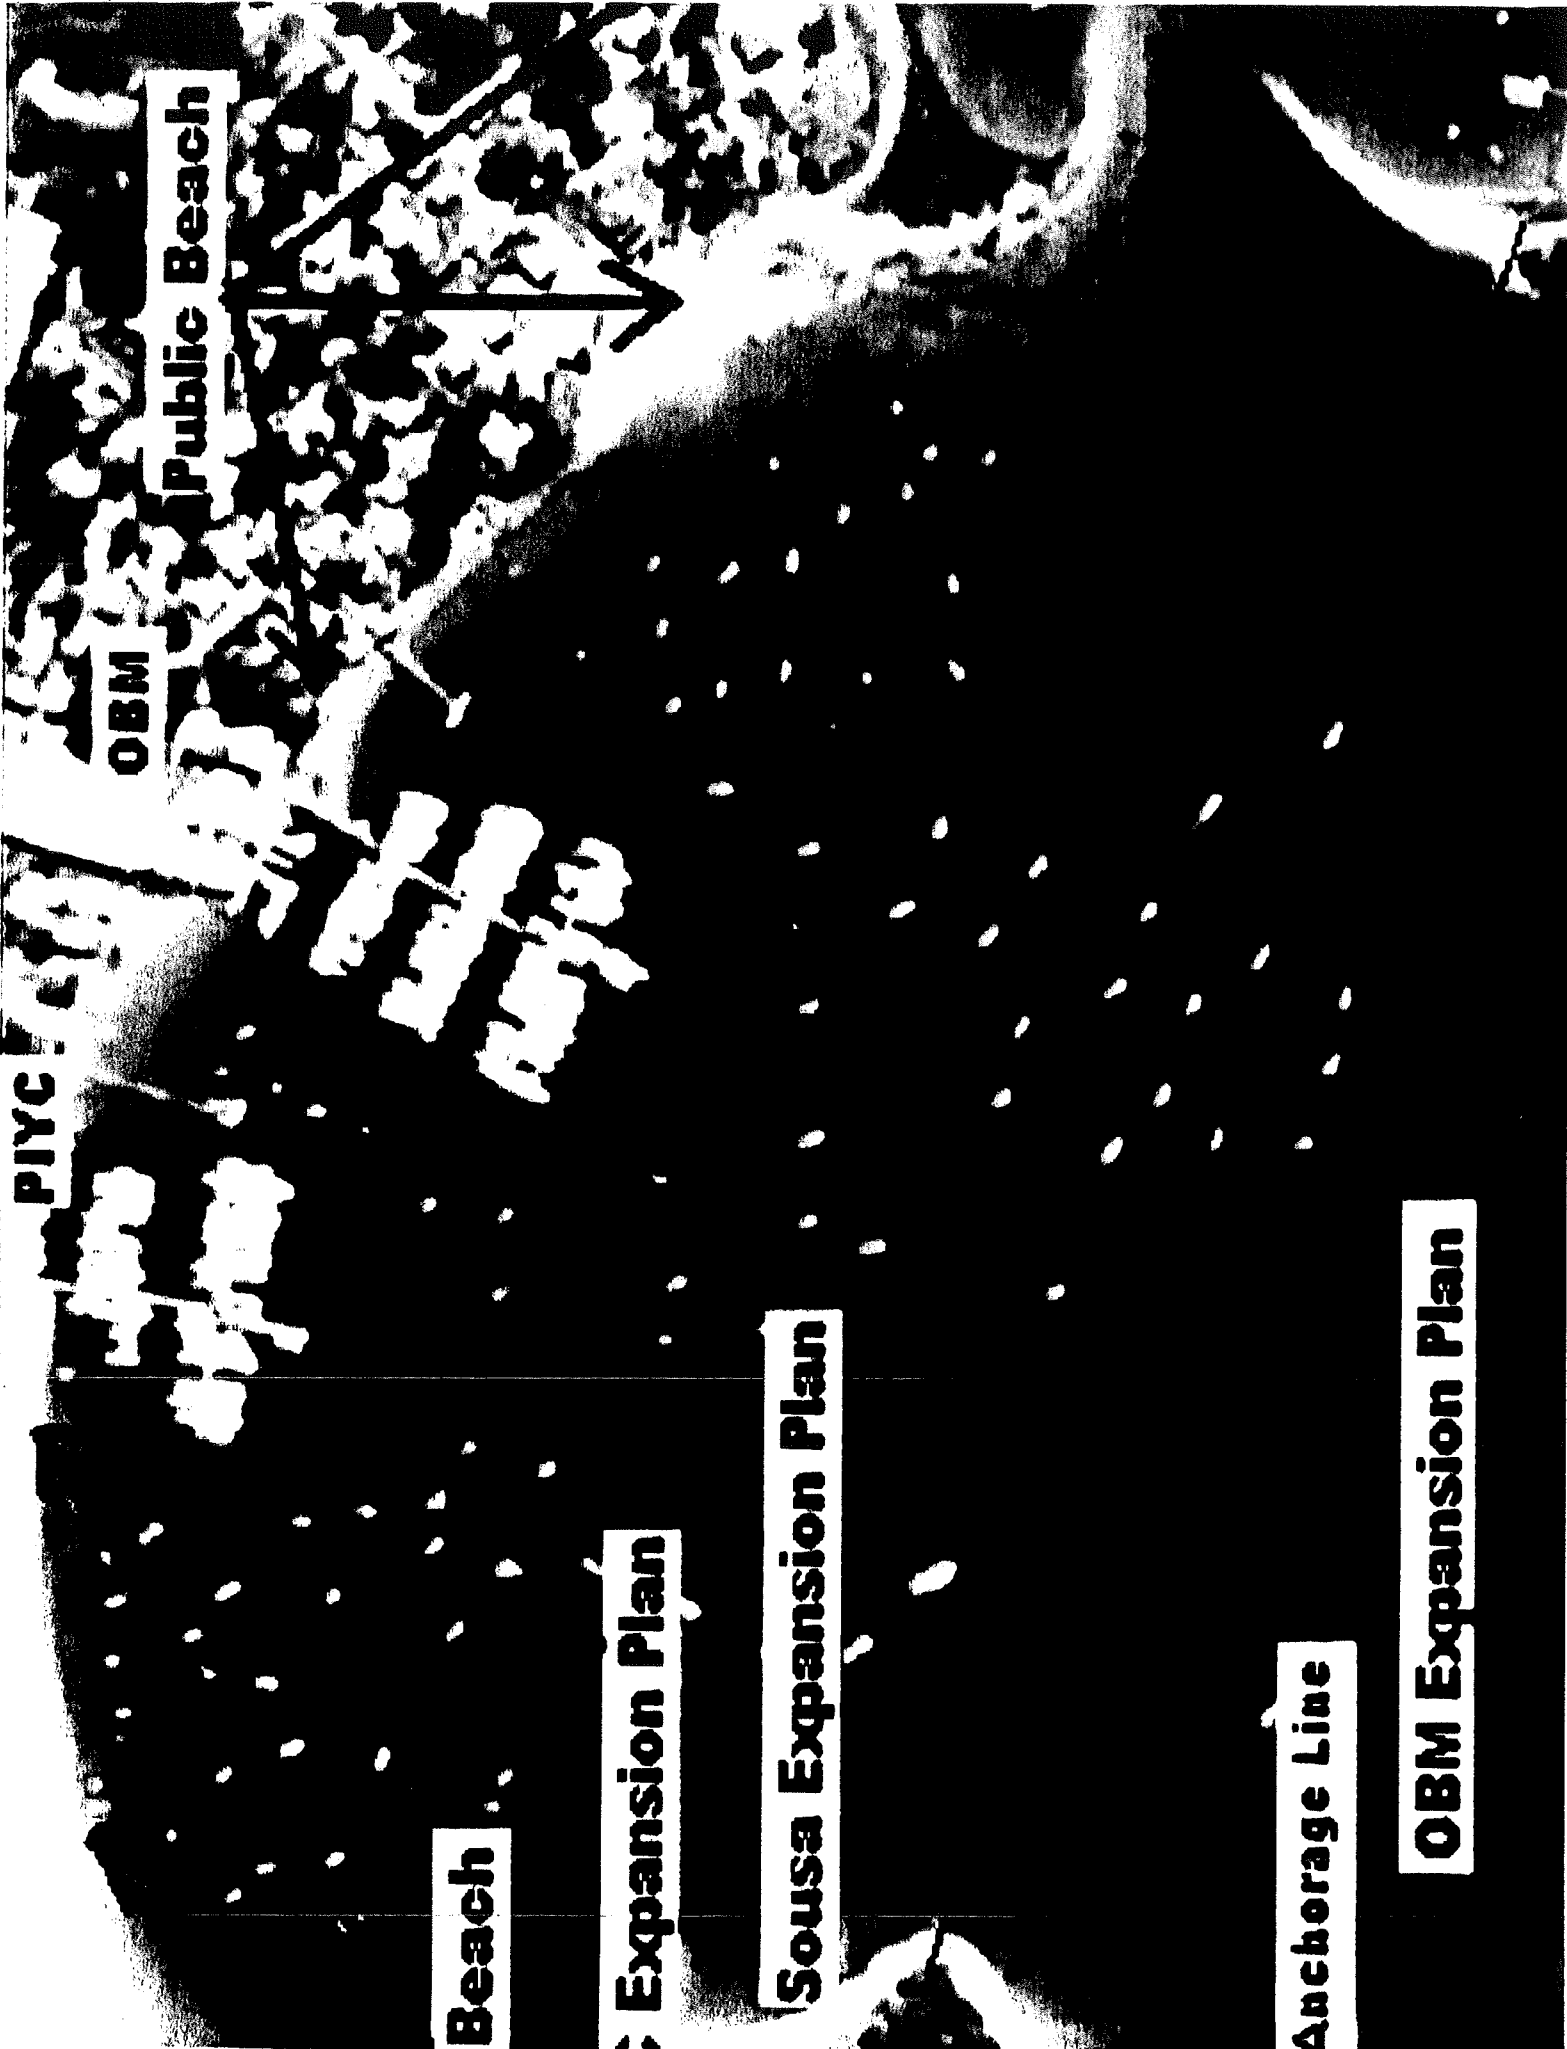 PIYC
OBM
Public Beach
Beach
Expansion Plan
Sousa Expansion Plan
Anchorage Line
OBM Expansion Plan